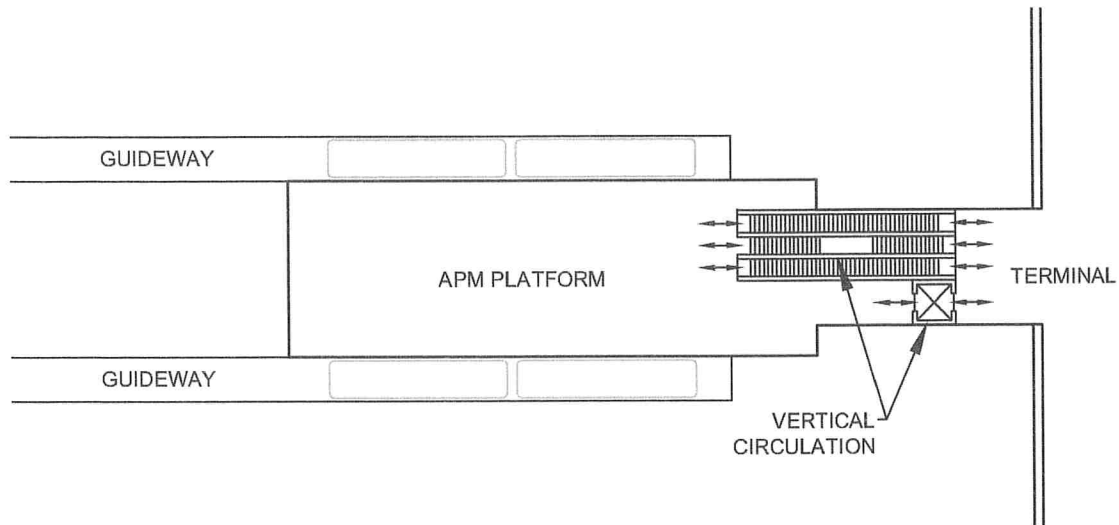 GUIDEWAY
APM PLATFORM
TERMINAL
GUIDEWAY
VERTICAL
CIRCULATION